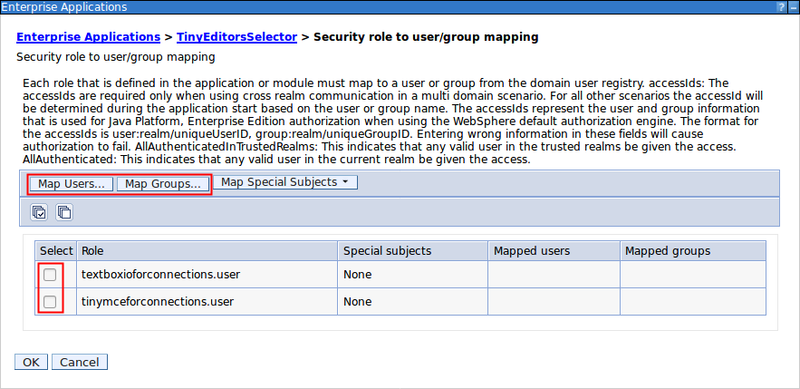 Enterprise Applications
Enterprise Applications > TinyEditorsSelector > Security role to user/group mapping
Security role to user/group mapping
Each role that is defined in the application or module must map to a user or group from the domain user registry. accessIds: The
accessIds are required only when using cross realm communication in a multi domain scenario. For all other scenarios the accessId will
be determined during the application start based on the user or group name. The accessIds represent the user and group information
that is used for Java Platform, Enterprise Edition authorization when using the WebSphere default authorization engine. The format for
the accessIds is user:realm/uniqueUserID, group:realm/uniqueGroupID. Entering wrong information in these fields will cause
authorization to fail. AllAuthenticatedInTrustedRealms: This indicates that any valid user in the trusted realms be given the access.
AllAuthenticated: This indicates that any valid user in the current realm be given the access.
Map Users... Map Groups... Map Special Subjects
Select Role Special subjects Mapped users Mapped groups
textboxioforconnections.user None
tinymceforconnections.user None
OK Cancel